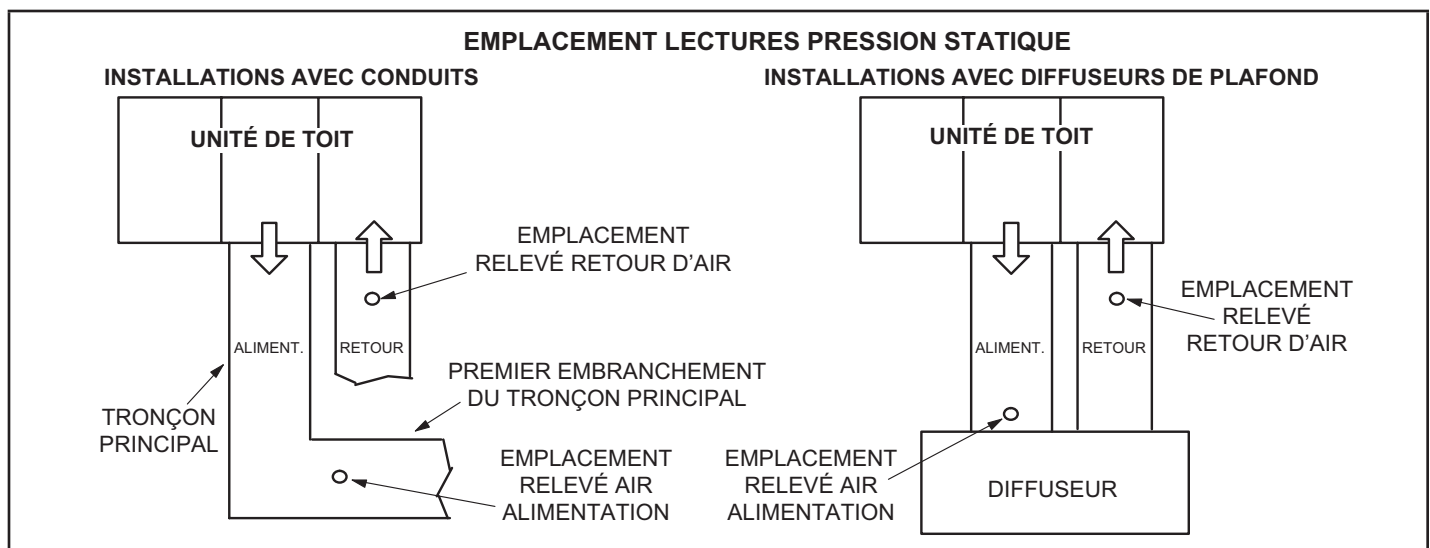 EMPLACEMENT LECTURES PRESSION STATIQUE
INSTALLATIONS AVEC CONDUITS
UNITÉ DE TOIT
EMPLACEMENT
RELEVÉ RETOUR D’AIR
ALIMENT.
RETOUR
PREMIER EMBRANCHEMENT
DU TRONÇON PRINCIPAL
TRONÇON
PRINCIPAL
EMPLACEMENT
RELEVÉ AIR
ALIMENTATION
INSTALLATIONS AVEC DIFFUSEURS DE PLAFOND
UNITÉ DE TOIT
EMPLACEMENT
RELEVÉ
RETOUR D’AIR
ALIMENT.
RETOUR
EMPLACEMENT
RELEVÉ AIR
ALIMENTATION
DIFFUSEUR